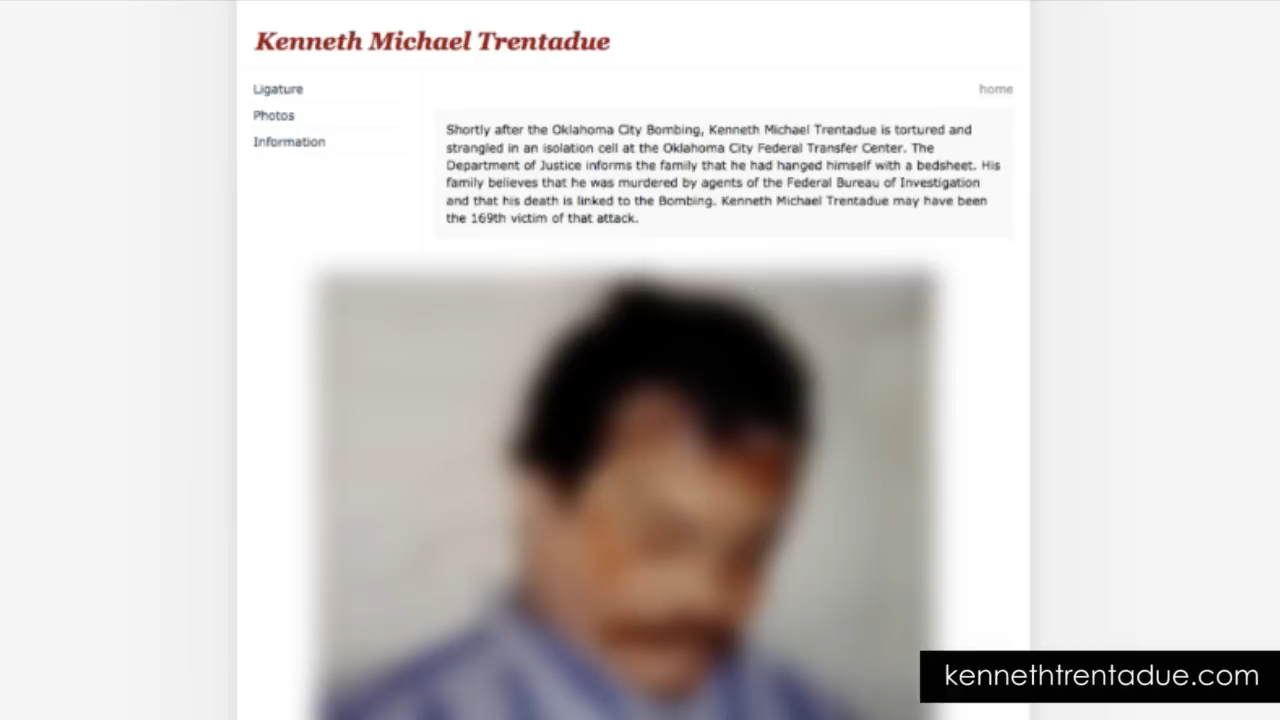 Kenneth Michael Trentadue
Ligature
Photos
Information
home
Shortly after the Oklahoma City Bombing, Kenneth Michael Trentadue is tortured and
strangled in an isolation cell at the Oklahoma City Federal Transfer Center. The
Department of Justice informs the family that he had hanged himself with a bedsheet. His
family believes that he was murdered by agents of the Federal Bureau of Investigation
and that his death is linked to the Bombing. Kenneth Michael Trentadue may have been
the 169th victim of that attack.
kennethtrentadue.com